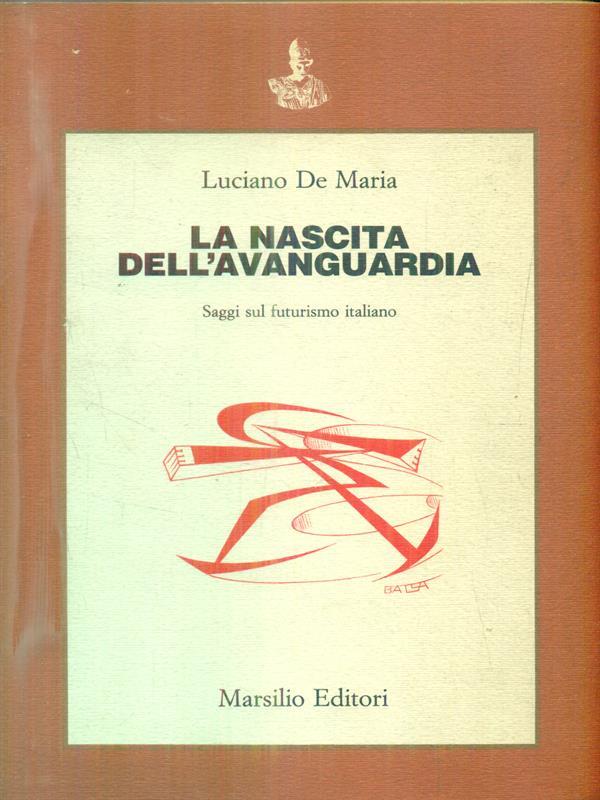 Luciano De Maria
LA NASCITA
DELL'AVANGUARDIA
Saggi sul futurismo italiano
BALLA
Marsilio Editori